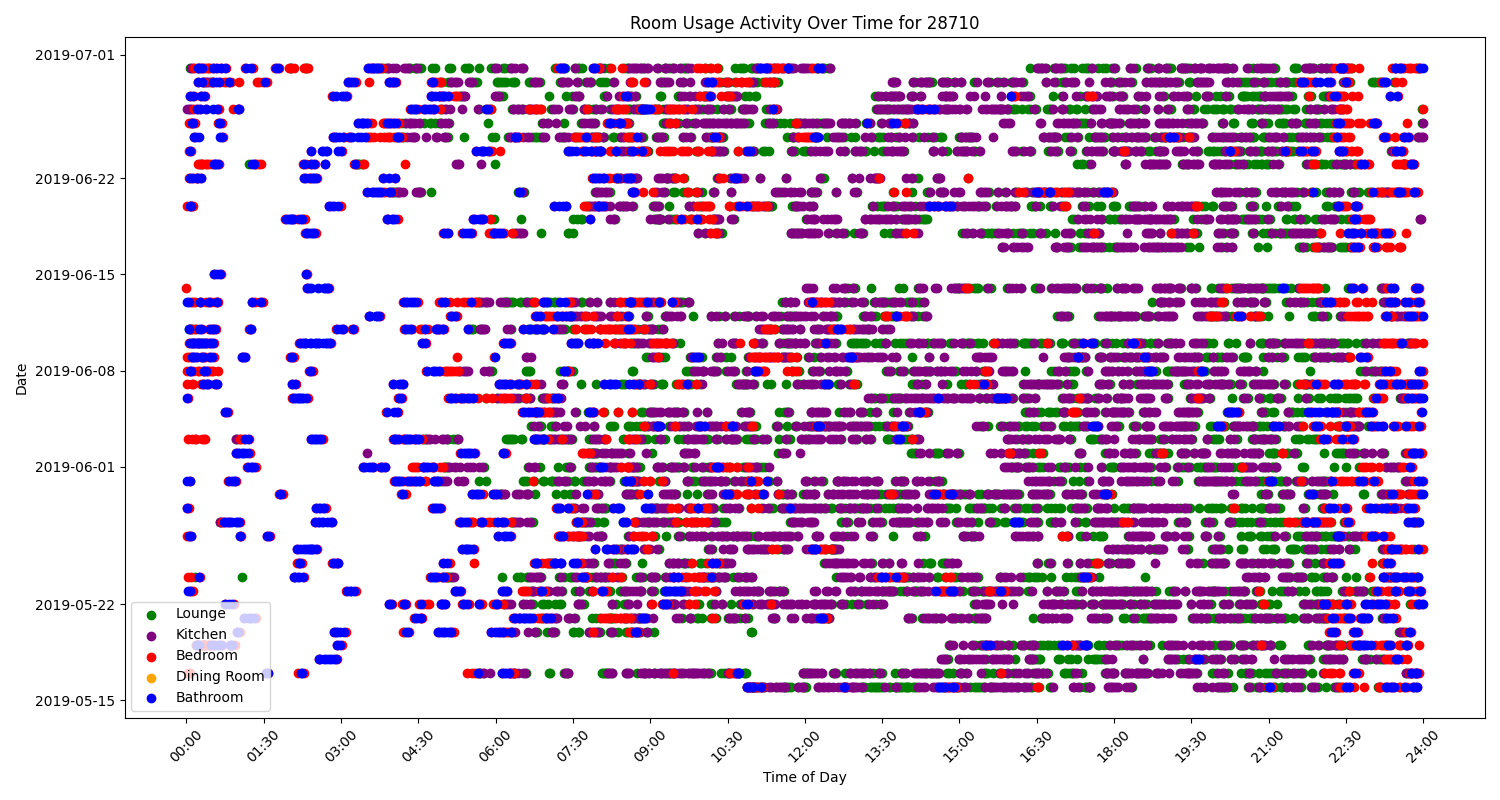 Room Usage Activity Over Time for 28710
Date
2019-07-01
2019-06-22
2019-06-15
2019-06-08
2019-06-01
2019-05-22
2019-05-15
Lounge
Kitchen
Bedroom
Dining Room
Bathroom
00:00 01:30 03:00 04:30 06:00 07:30 09:00 10:30 12:00 13:30 15:00 16:30 18:00 19:30 21:00 22:30 24:00
Time of Day